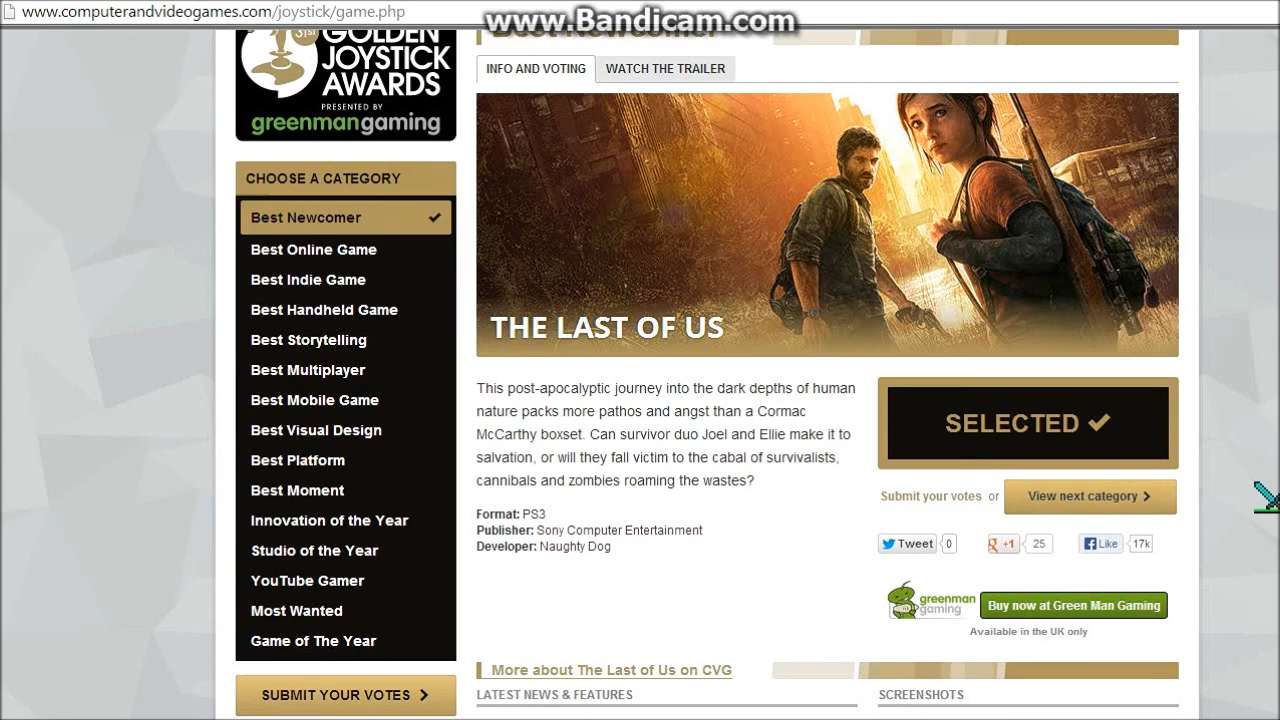 www.computerandvideogames.com/joystick/game.php
www.Bandicam.com
Best Newcomer
31ST
GOLDEN
JOYSTICK
AWARDS
PRESENTED BY
greenmangaming
CHOOSE A CATEGORY
Best Newcomer
Best Online Game
Best Indie Game
Best Handheld Game
Best Storytelling
Best Multiplayer
Best Mobile Game
Best Visual Design
Best Platform
Best Moment
Innovation of the Year
Studio of the Year
YouTube Gamer
Most Wanted
Game of The Year
SUBMIT YOUR VOTES
INFO AND VOTING
WATCH THE TRAILER
THE LAST OF US
This post-apocalyptic journey into the dark depths of human
nature packs more pathos and angst than a Cormac
McCarthy boxset. Can survivor duo Joel and Ellie make it to
salvation, or will they fall victim to the cabal of survivalists,
cannibals and zombies roaming the wastes?
Format: PS3
Publisher: Sony Computer Entertainment
Developer: Naughty Dog
SELECTED
Submit your votes or View next category
Tweet 0 +1 25 Like 17k
greenman
gaming
Buy now at Green Man Gaming
Available in the UK only
More about The Last of Us on CVG
LATEST NEWS & FEATURES
SCREENSHOTS